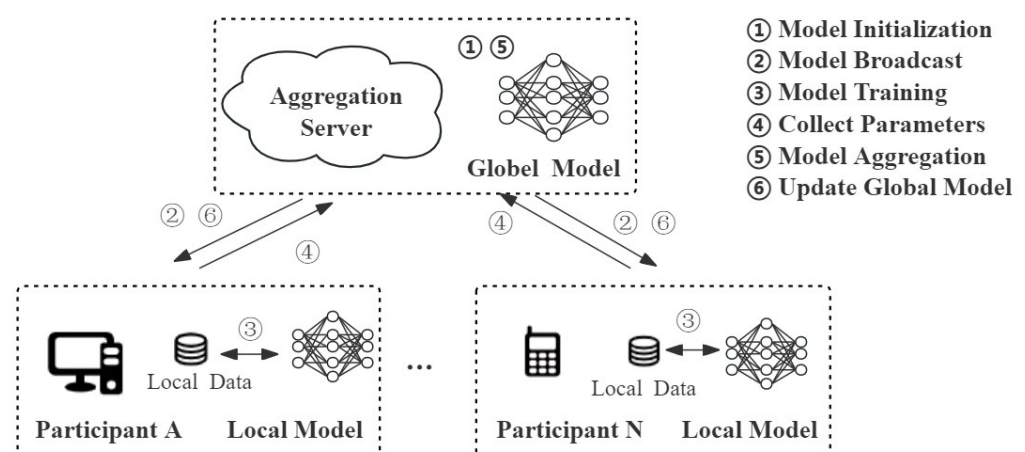 ① ⑤
Aggregation
Server
Globel Model
① Model Initialization
② Model Broadcast
③ Model Training
④ Collect Parameters
⑤ Model Aggregation
⑥ Update Global Model
② ⑥
④
④
② ⑥
③
Local Data
Participant A
Local Model
...
③
Local Data
Participant N
Local Model